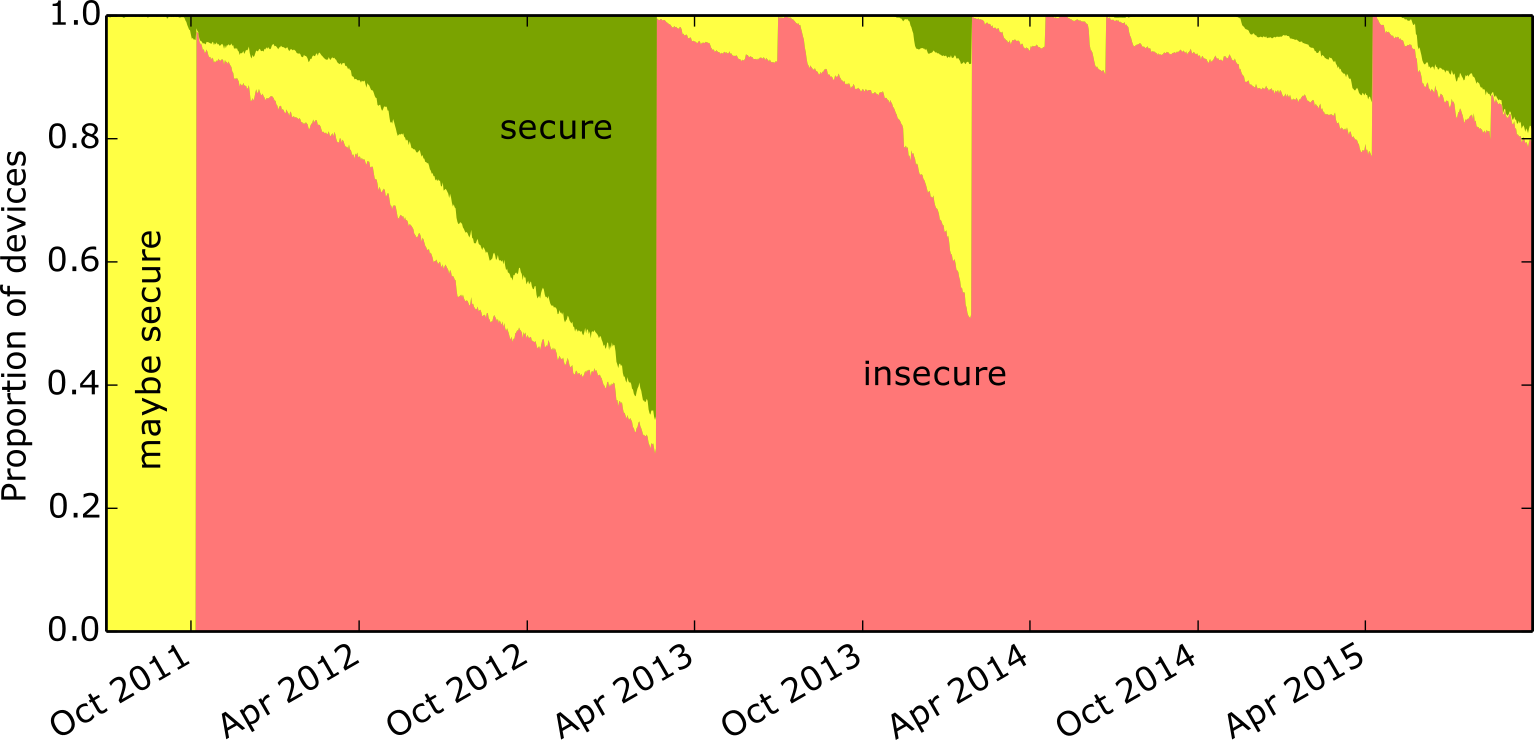 1.0
0.8
0.6
0.4
0.2
0.0
Proportion of devices
maybe secure
secure
insecure
Oct 2011
Apr 2012
Oct 2012
Apr 2013
Oct 2013
Apr 2014
Oct 2014
Apr 2015